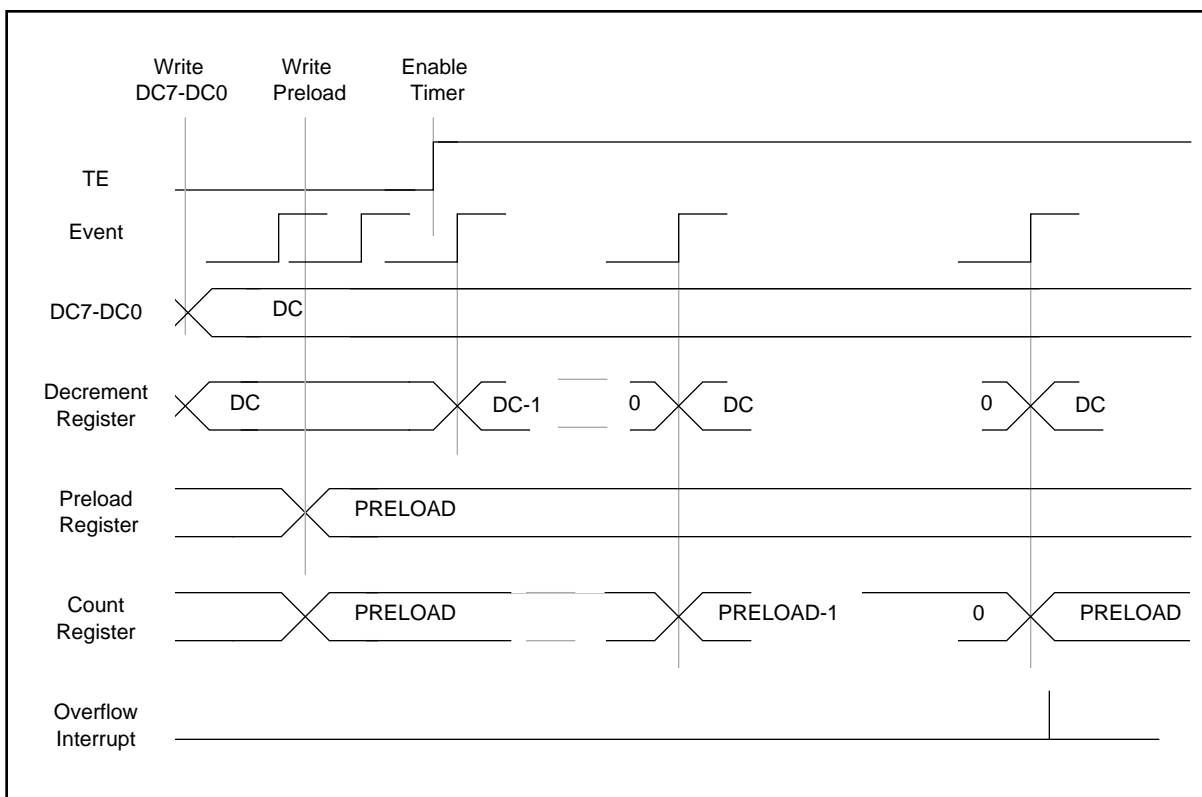 Write Write Enable
DC7-DC0 Preload Timer
TE
Event
DC7-DC0 DC
Decrement
Register
DC DC-1 0 DC 0 DC
Preload
Register
PRELOAD
Count
Register
PRELOAD PRELOAD-1 0 PRELOAD
Overflow
Interrupt